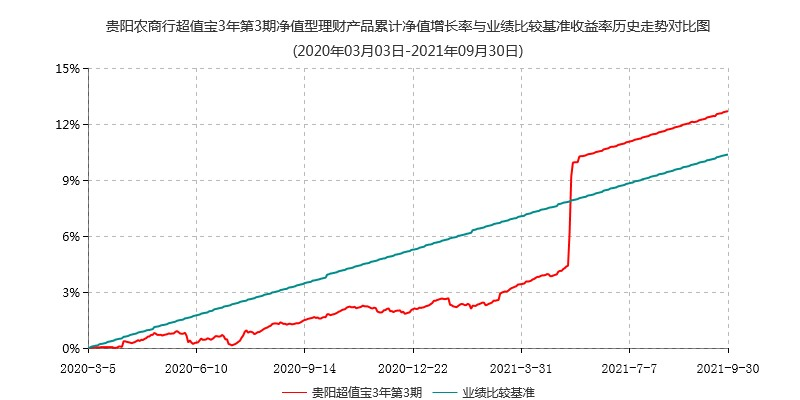 贵阳农商行超值宝3年第3期净值型理财产品累计净值增长率与业绩比较基准收益率历史走势对比图
(2020年03月03日-2021年09月30日)
15%
12%
9%
6%
3%
0%
2020-3-5 2020-6-10 2020-9-14 2020-12-22 2021-3-31 2021-7-7 2021-9-30
贵阳超值宝3年第3期 业绩比较基准